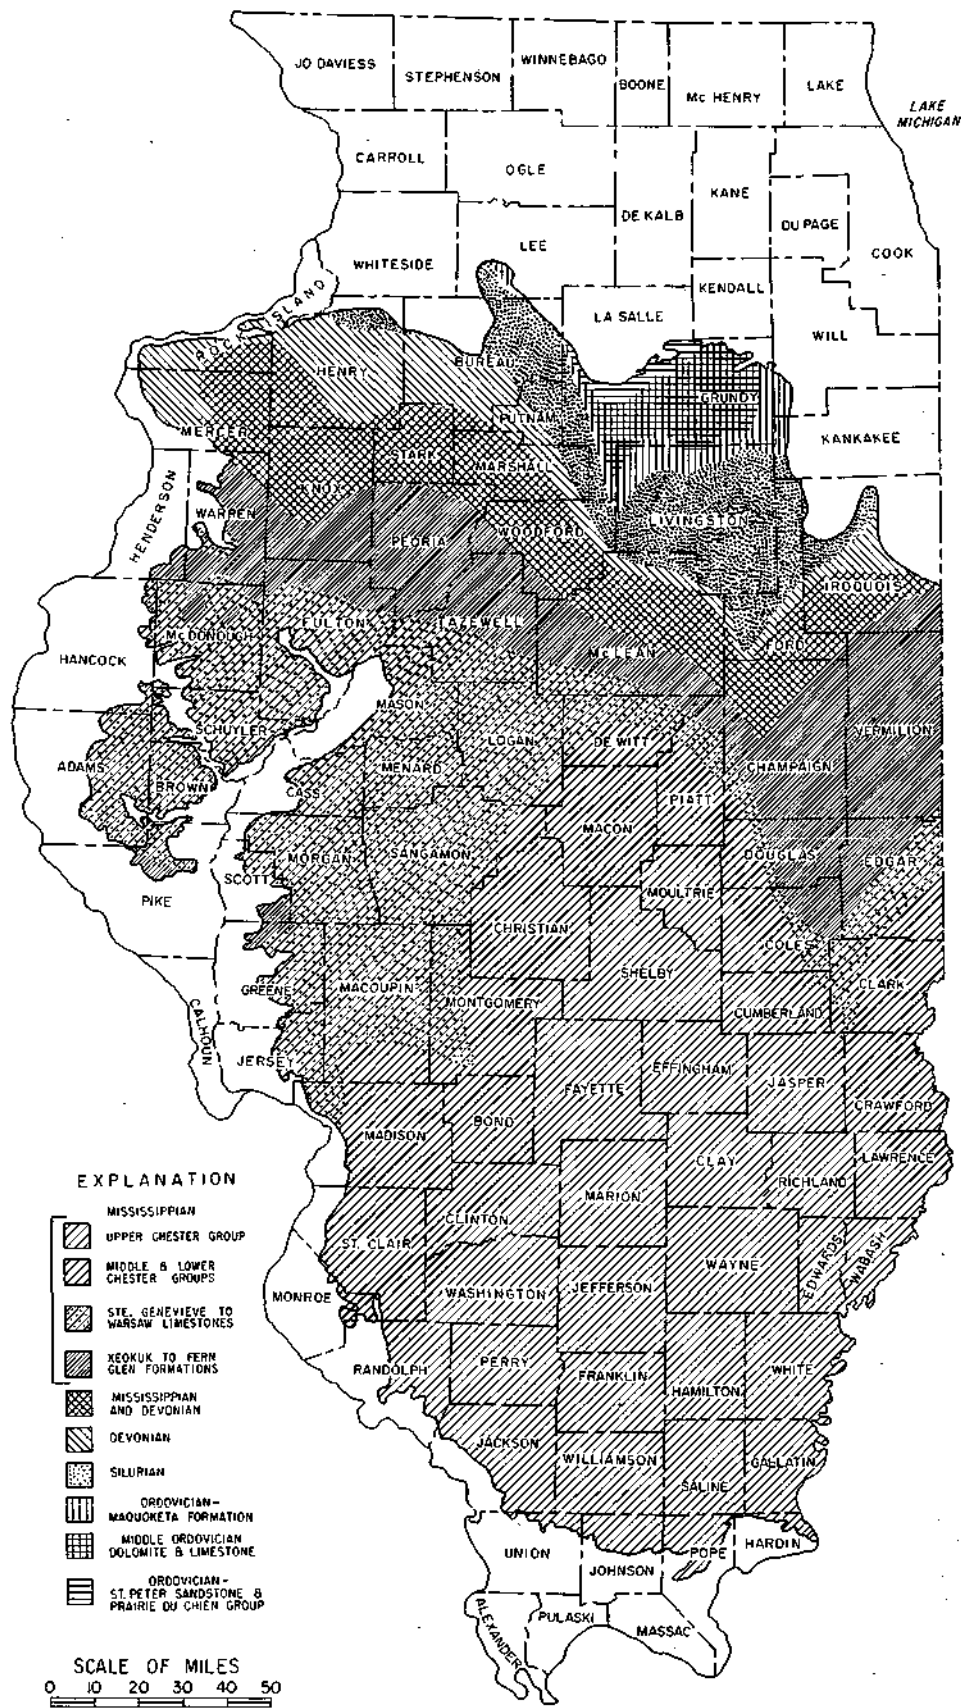 JO DAVIESS
STEPHENSON
WINNEBAGO
BOONE
Mc HENRY
LAKE
LAKE
MICHIGAN
CARROLL
OGLE
KANE
DE KALB
DU PAGE
COOK
LEE
WHITESIDE
KENDALL
ROCK ISLAND
LA SALLE
WILL
HENRY
BUREAU
GRUNDY
PUTNAM
MERCER
KANKAKEE
STARK
MARSHALL
KNOX
HENDERSON
WARREN
LIVINGSTON
WOODFORD
PEORIA
IROQUOIS
FULTON
TAZEWELL
McDONOUGH
FORD
McLEAN
HANCOCK
MASON
SCHUYLER
LOGAN
DE WITT
VERMILION
ADAMS
MENARD
CHAMPAIGN
BROWN
CASS
PIATT
MACON
MORGAN
SANGAMON
DOUGLAS
EDGAR
SCOTT
MOULTRIE
PIKE
CHRISTIAN
COLES
SHELBY
CLARK
GREENE
MACOUPIN
MONTGOMERY
CUMBERLAND
CALHOUN
JERSEY
EFFINGHAM
FAYETTE
JASPER
CRAWFORD
BOND
MADISON
CLAY
LAWRENCE
RICHLAND
MARION
CLINTON
ST. CLAIR
EDWARDS
WABASH
WAYNE
MONROE
WASHINGTON
JEFFERSON
RANDOLPH
PERRY
FRANKLIN
WHITE
HAMILTON
JACKSON
WILLIAMSON
GALLATIN
SALINE
UNION
POPE
HARDIN
JOHNSON
ALEXANDER
PULASKI
MASSAC
EXPLANATION
MISSISSIPPIAN
UPPER CHESTER GROUP
MIDDLE & LOWER
CHESTER GROUPS
STE. GENEVIEVE TO
WARSAW LIMESTONES
KEOKUK TO FERN
GLEN FORMATIONS
MISSISSIPPIAN
AND DEVONIAN
DEVONIAN
SILURIAN
ORDOVICIAN-
MAQUOKETA FORMATION
MIDDLE ORDOVICIAN
DOLOMITE & LIMESTONE
ORDOVICIAN-
ST. PETER SANDSTONE &
PRAIRIE DU CHIEN GROUP
SCALE OF MILES
0 10 20 30 40 50